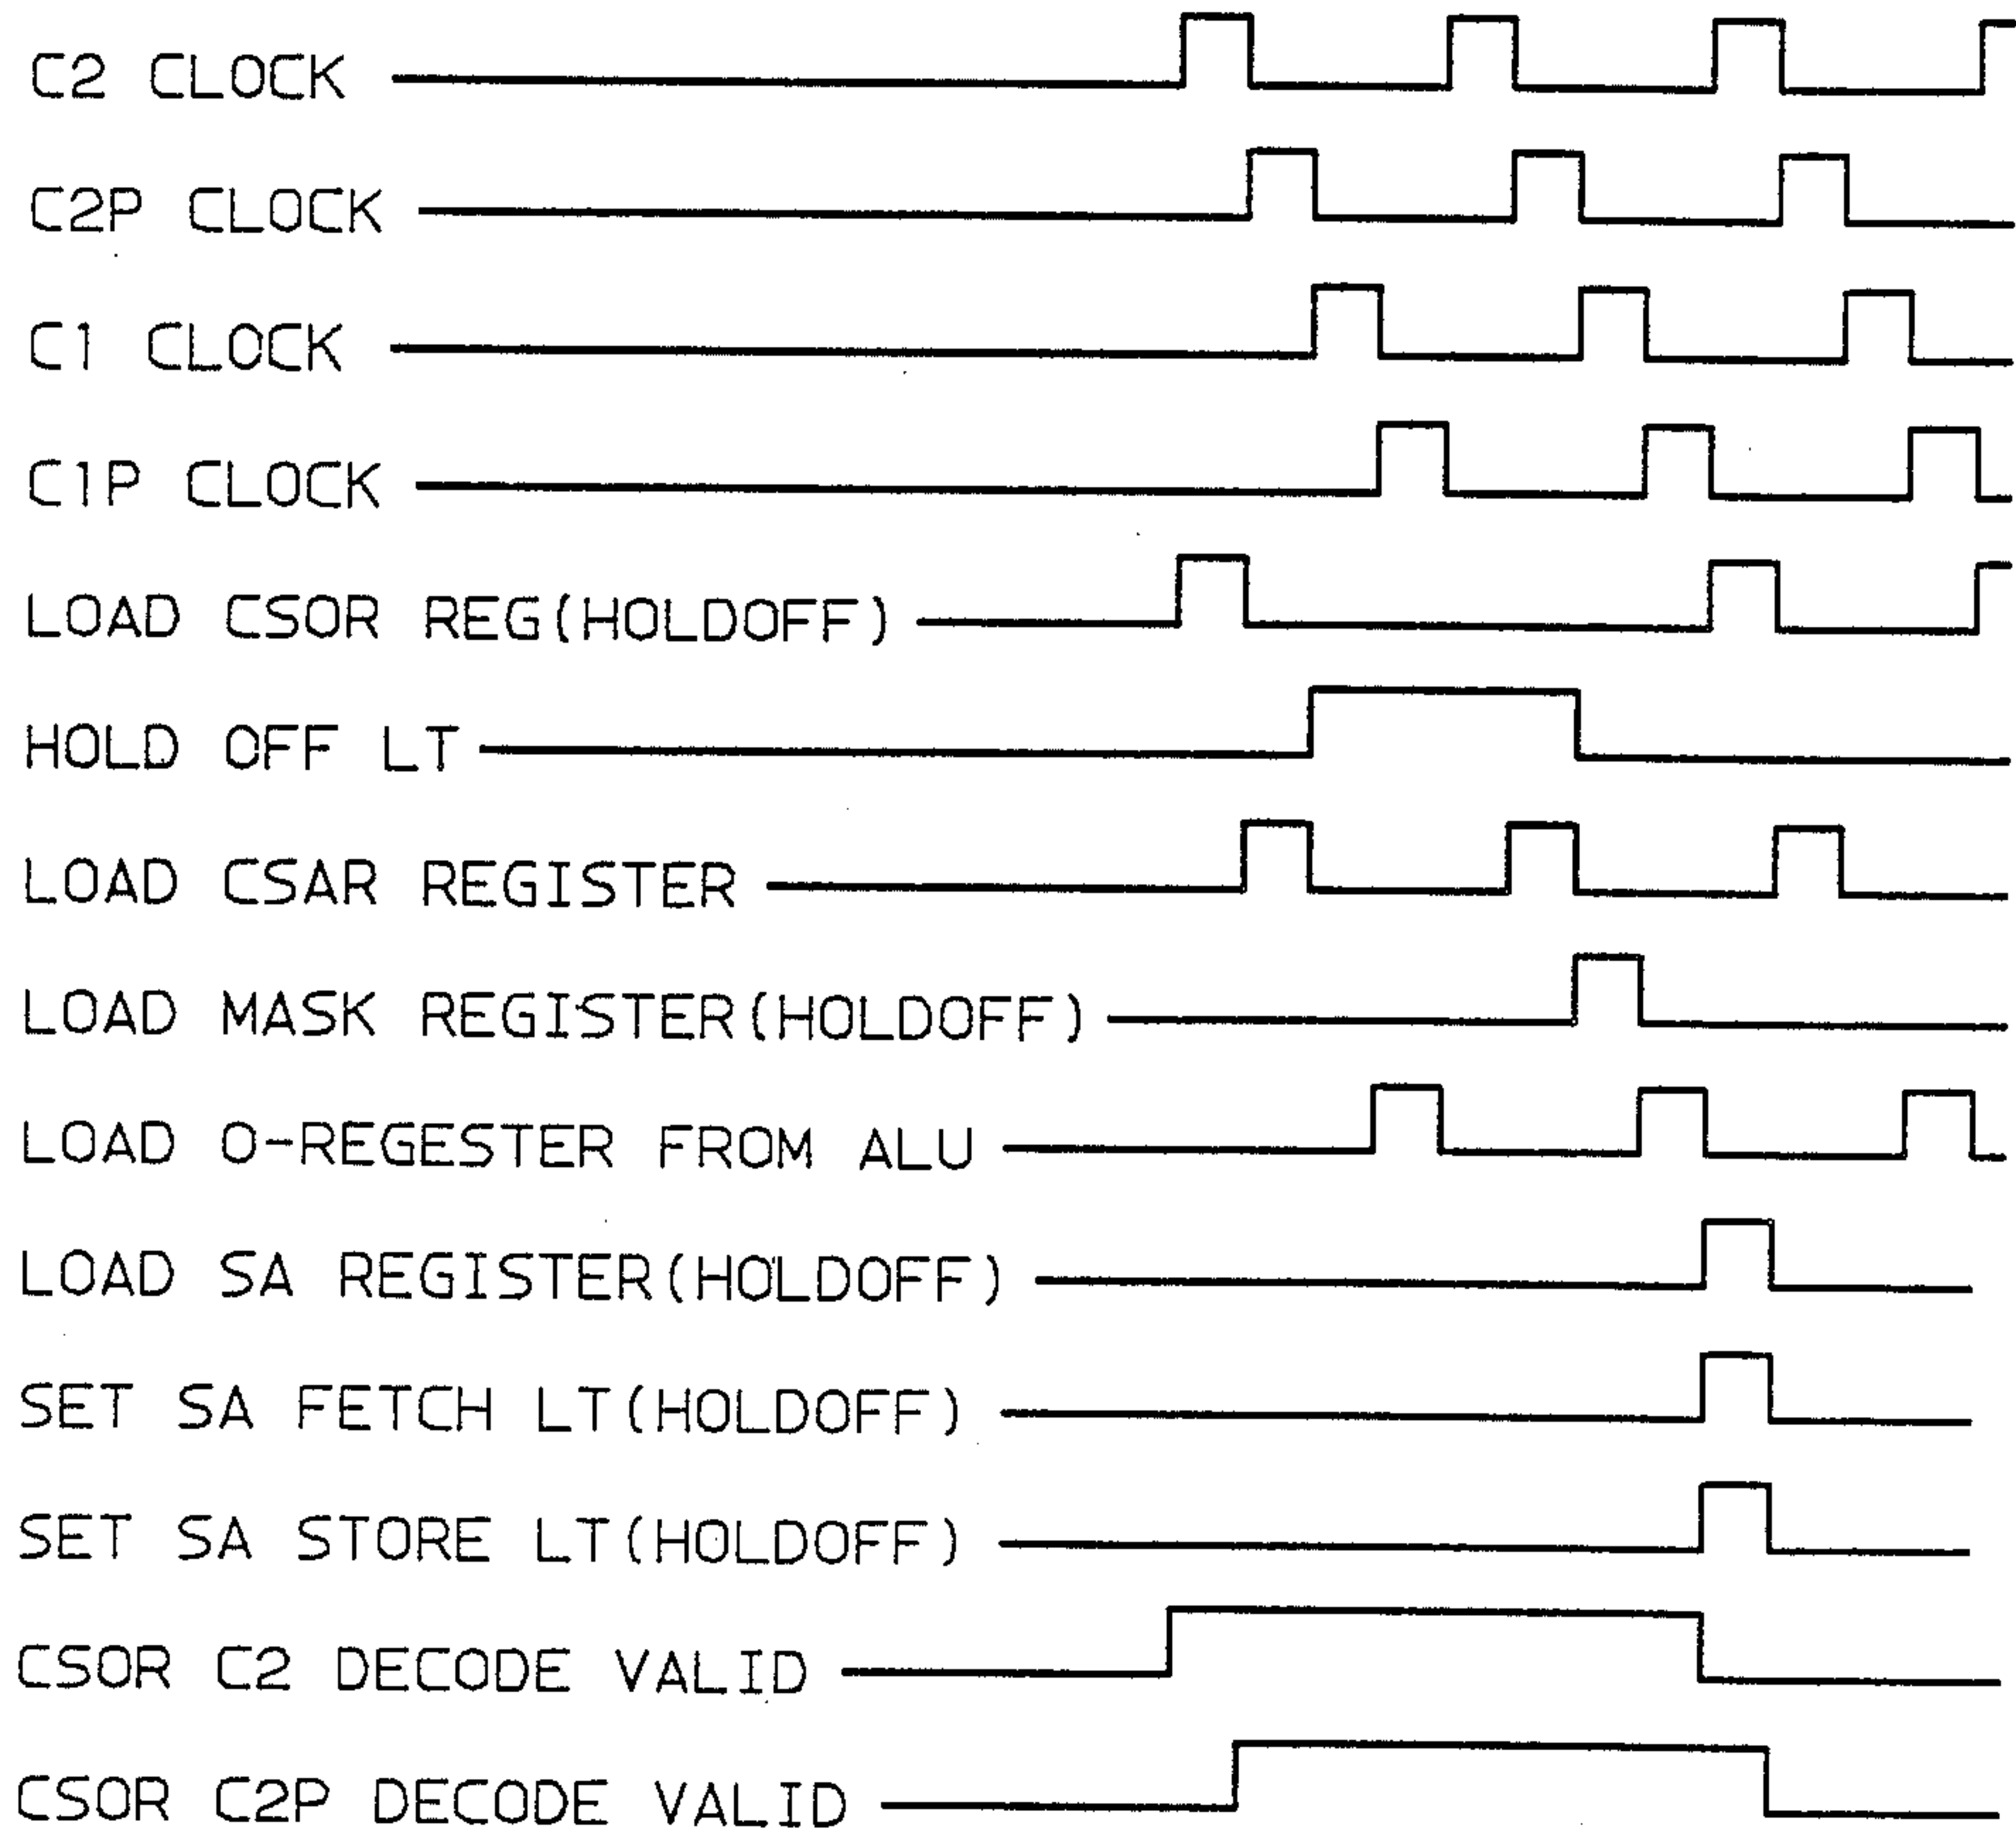 C2 CLOCK
C2P CLOCK
C1 CLOCK
C1P CLOCK
LOAD CSOR REG(HOLDOFF)
HOLD OFF LT
LOAD CSAR REGISTER
LOAD MASK REGISTER(HOLDOFF)
LOAD O-REGESTER FROM ALU
LOAD SA REGISTER(HOLDOFF)
SET SA FETCH LT(HOLDOFF)
SET SA STORE LT(HOLDOFF)
CSOR C2 DECODE VALID
CSOR C2P DECODE VALID